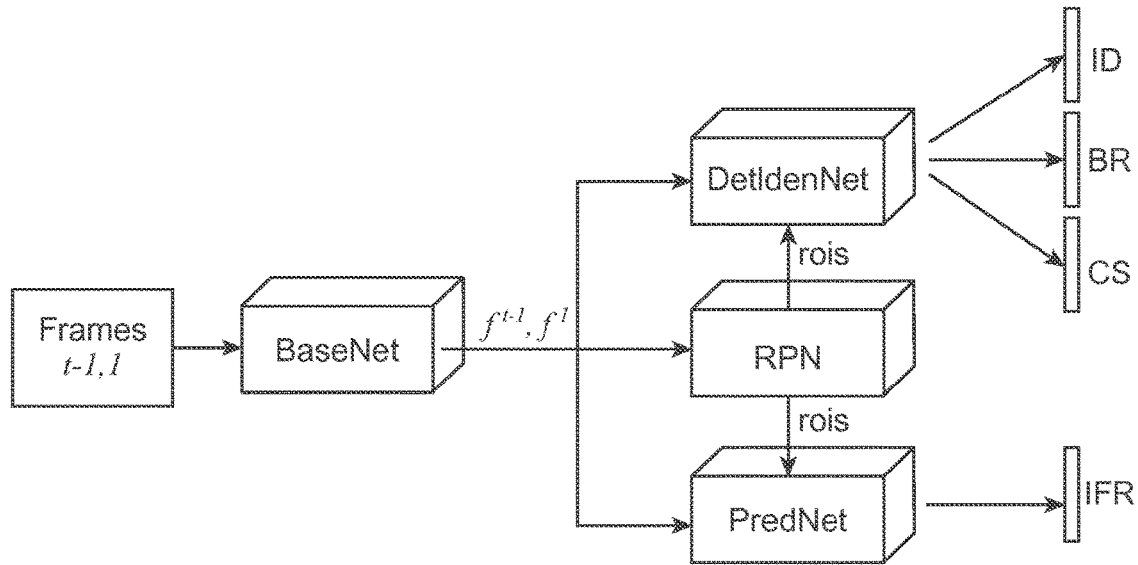 Frames
t-1,1
BaseNet
f^{t-1}, f^1
DetIdenNet
rois
RPN
rois
PredNet
ID
BR
CS
IFR